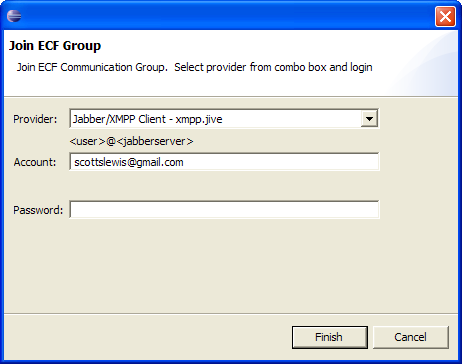 Join ECF Group
Join ECF Communication Group. Select provider from combo box and login
Provider: Jabber/XMPP Client - xmpp.jive
<user>@<jabberserver>
Account: scottslewis@gmail.com
Password:
Finish Cancel